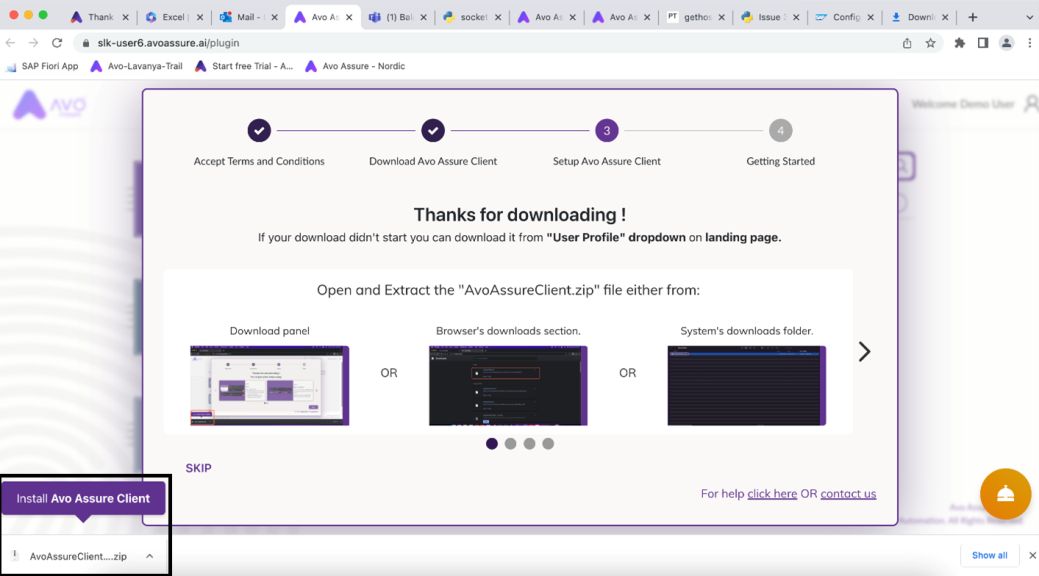 Thank
Excel |
Mail -
Avo As
(1) Bal
socket
Avo As
Avo As
PT gethos
Issue
Config
Downl
slk-user6.avoassure.ai/plugin
SAP Fiori App
Avo-Lavanya-Trail
Start free Trial - A...
Avo Assure - Nordic
AVO
Welcome Demo User
3
4
Accept Terms and Conditions
Download Avo Assure Client
Setup Avo Assure Client
Getting Started
Thanks for downloading !
If your download didn't start you can download it from "User Profile" dropdown on landing page.
Open and Extract the "AvoAssureClient.zip" file either from:
Download panel
Browser's downloads section.
System's downloads folder.
OR
OR
SKIP
For help click here OR contact us
Install Avo Assure Client
AvoAssureClient....zip
Show all